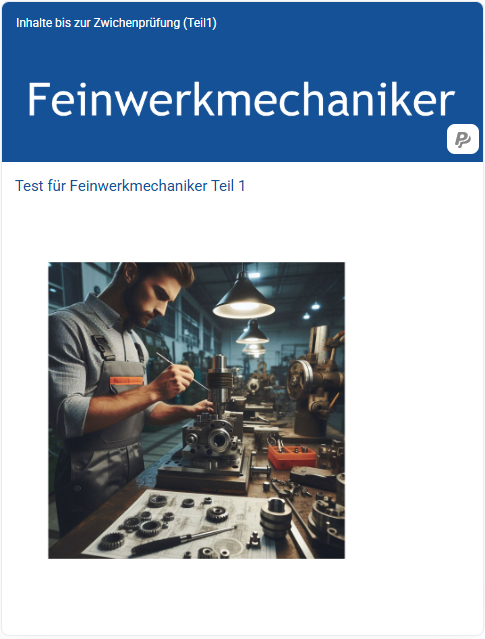 Inhalte bis zur Zwichenprüfung (Teil1)
Feinwerkmechaniker
Test für Feinwerkmechaniker Teil 1